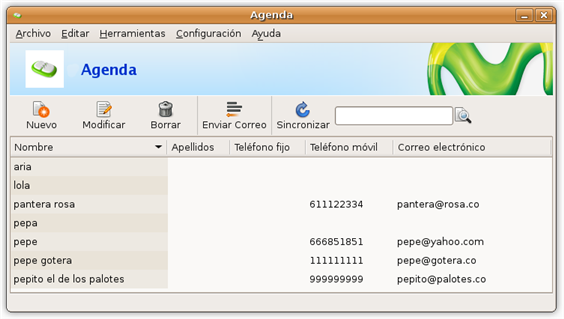 Agenda
Archivo Editar Herramientas Configuración Ayuda
Agenda
Nuevo Modificar Borrar Enviar Correo Sincronizar
Nombre Apellidos Teléfono fijo Teléfono móvil Correo electrónico
aria
lola
pantera rosa 611122334 pantera@rosa.co
pepa
pepe 666851851 pepe@yahoo.com
pepe gotera 111111111 pepe@gotera.co
pepito el de los palotes 999999999 pepito@palotes.co